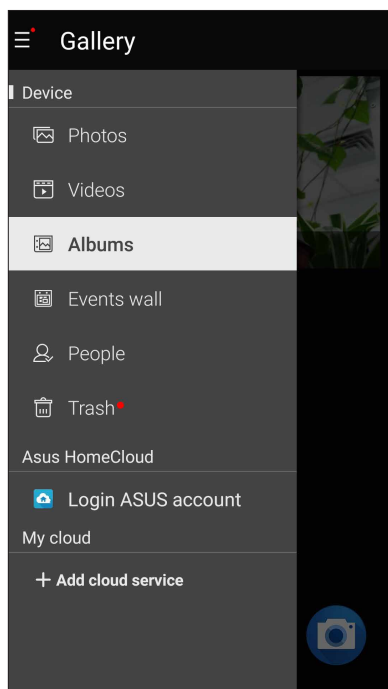 Gallery
Device
Photos
Videos
Albums
Events wall
People
Trash
Asus HomeCloud
Login ASUS account
My cloud
+ Add cloud service